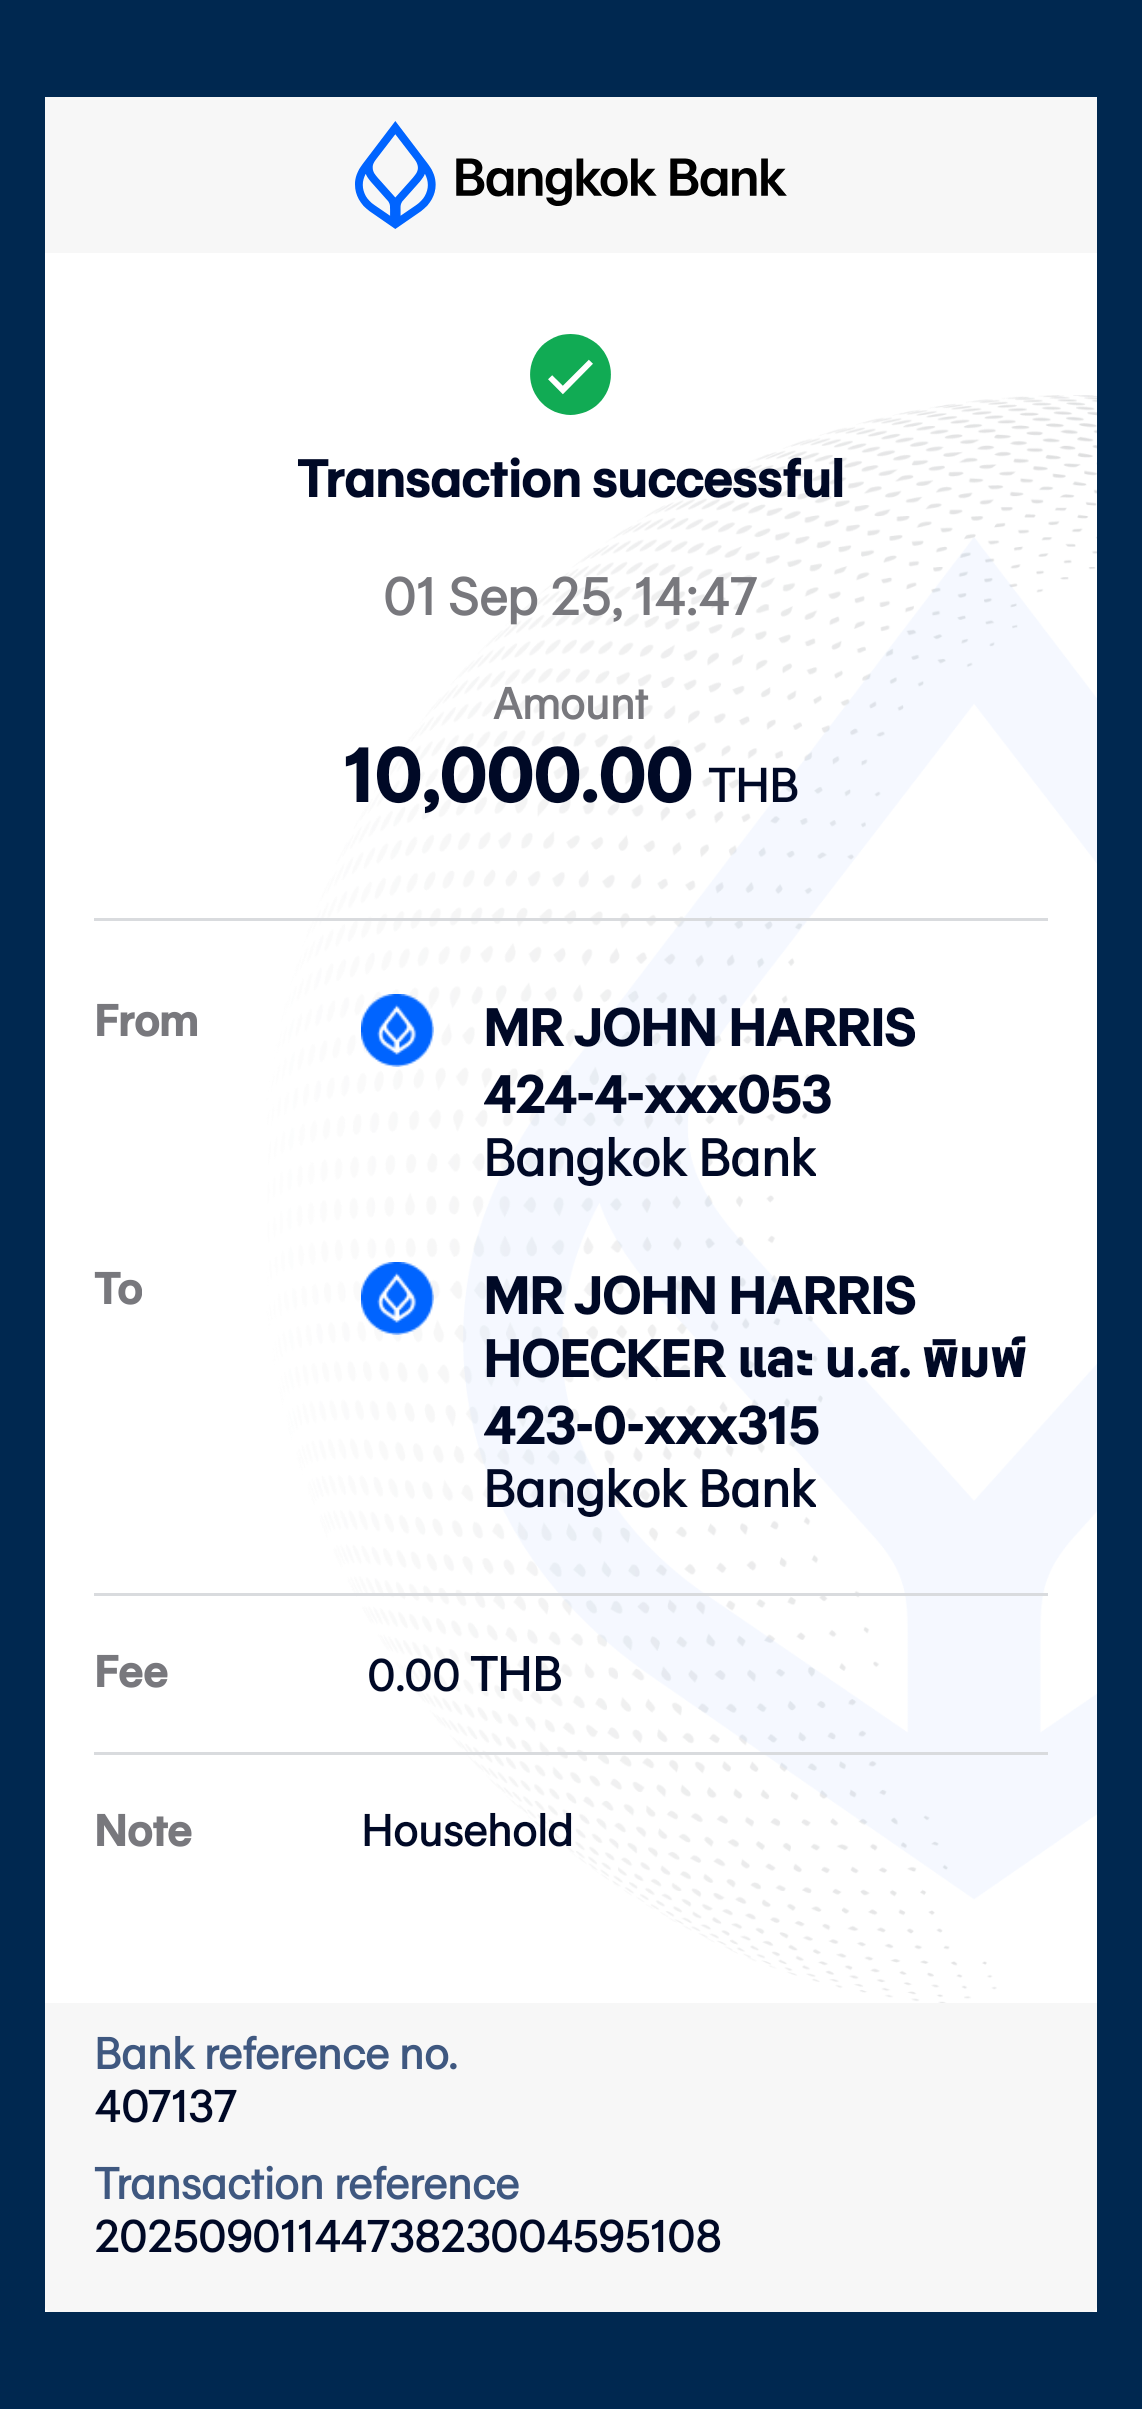 Bangkok Bank
Transaction successful
01 Sep 25, 14:47
Amount
10,000.00 THB
From
MR JOHN HARRIS
424-4-xxx053
Bangkok Bank
To
MR JOHN HARRIS
HOECKER และ น.ส. พิมพ์
423-0-xxx315
Bangkok Bank
Fee
0.00 THB
Note
Household
Bank reference no.
407137
Transaction reference
2025090114473823004595108